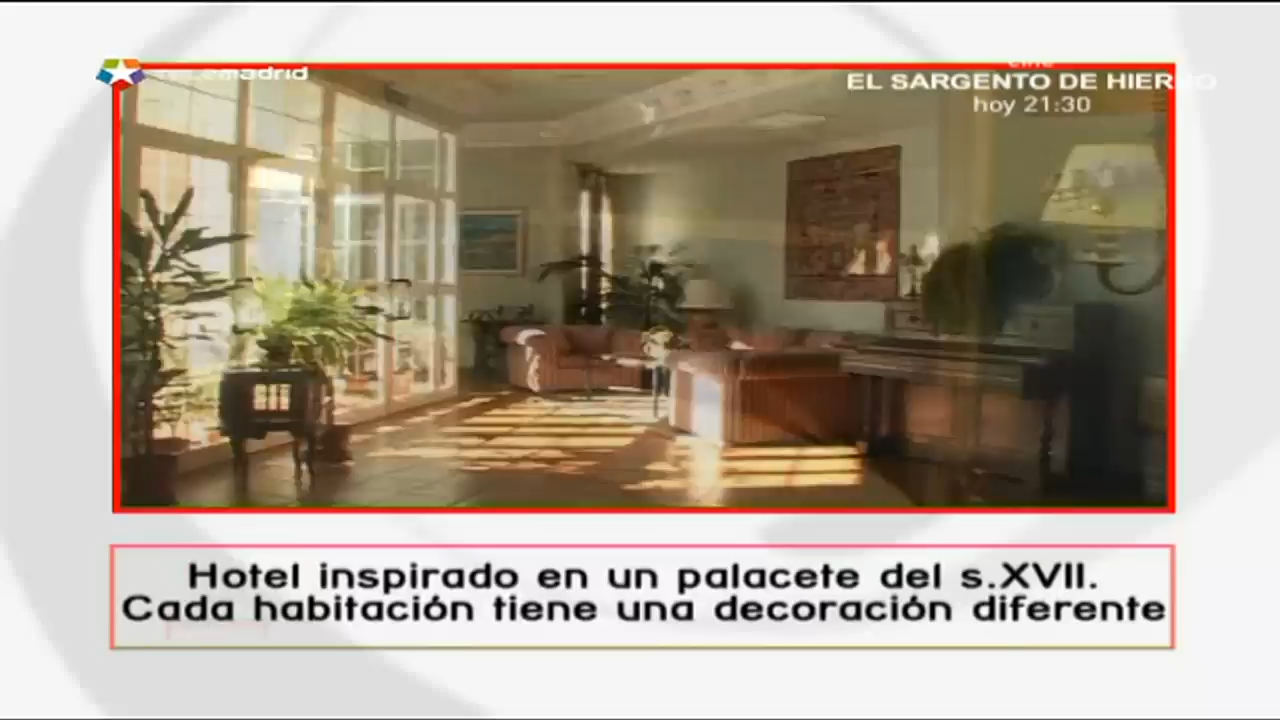 telemadrid
cine
EL SARGENTO DE HIERRO
hoy 21:30
Hotel inspirado en un palacete del s.XVII.
Cada habitación tiene una decoración diferente